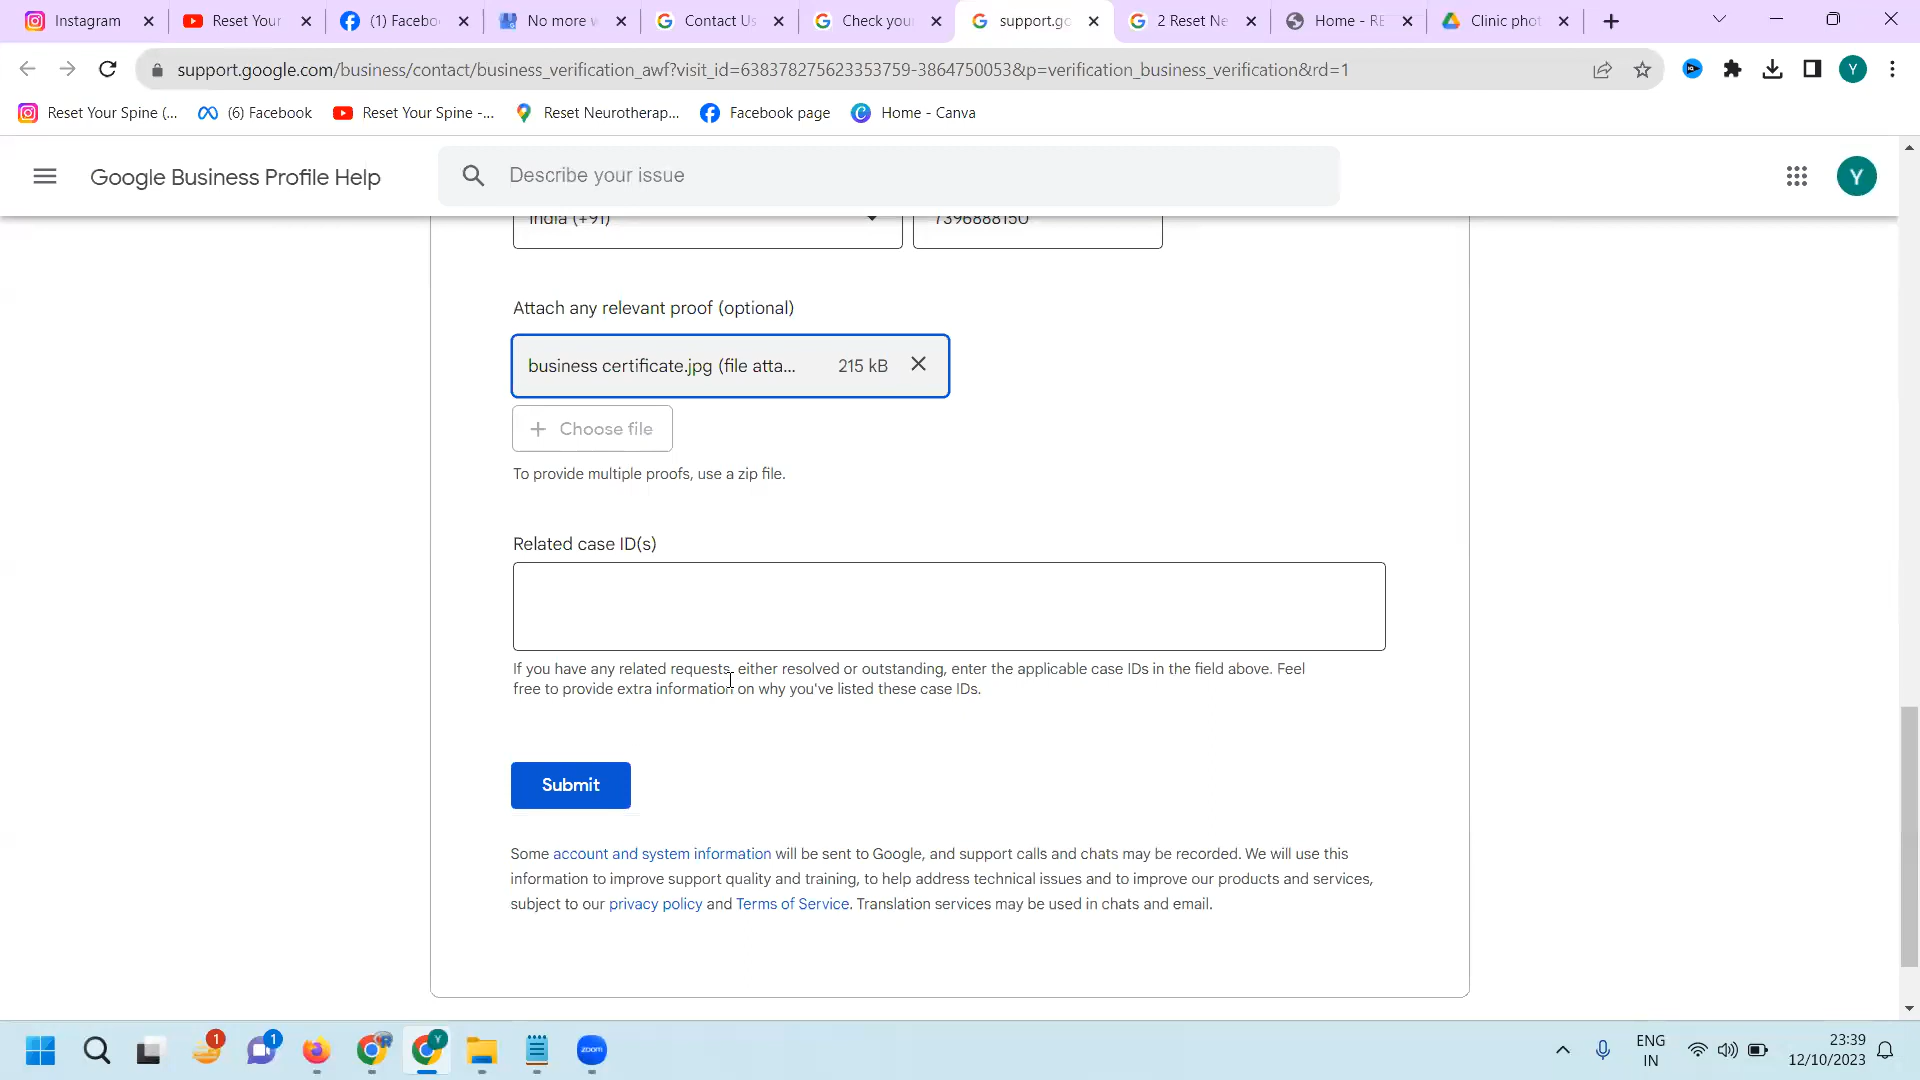 Instagram
Reset Your
(1) Facebo
No more w
Contact Us
Check your
support.go
2 Reset Ne
Home - RE
Clinic phot
support.google.com/business/contact/business_verification_awf?visit_id=638378275623353759-3864750053&p=verification_business_verification&rd=1
Y
Reset Your Spine (...
(6) Facebook
Reset Your Spine -...
Reset Neurotherap...
Facebook page
Home - Canva
Google Business Profile Help
Describe your issue
Y
India (+91)
7396888150
Attach any relevant proof (optional)
business certificate.jpg (file atta...
215 kB
Choose file
To provide multiple proofs, use a zip file.
Related case ID(s)
If you have any related requests, either resolved or outstanding, enter the applicable case IDs in the field above. Feel
free to provide extra information on why you've listed these case IDs.
Submit
Some account and system information will be sent to Google, and support calls and chats may be recorded. We will use this
information to improve support quality and training, to help address technical issues and to improve our products and services,
subject to our privacy policy and Terms of Service. Translation services may be used in chats and email.
1
1
Y
zoom
ENG
IN
23:39
12/10/2023